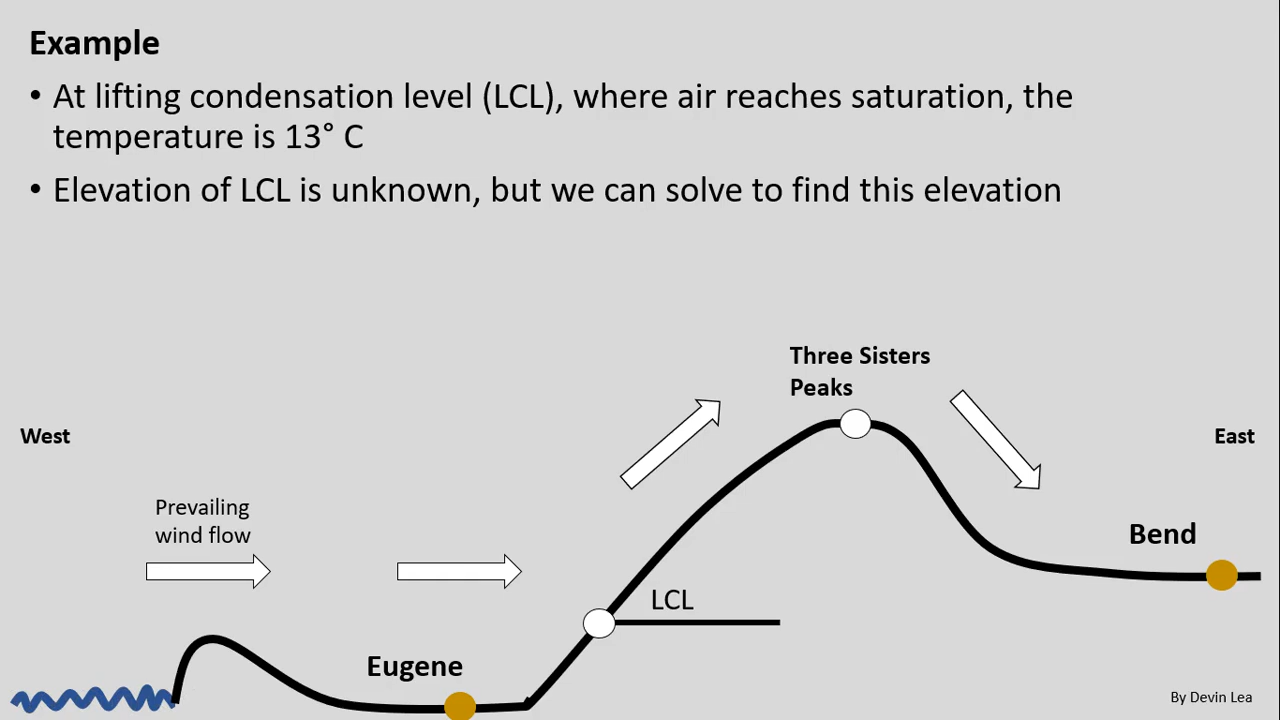 Example
• At lifting condensation level (LCL), where air reaches saturation, the
temperature is 13° C
• Elevation of LCL is unknown, but we can solve to find this elevation
Three Sisters
Peaks
West
East
Prevailing
wind flow
Bend
LCL
Eugene
By Devin Lea